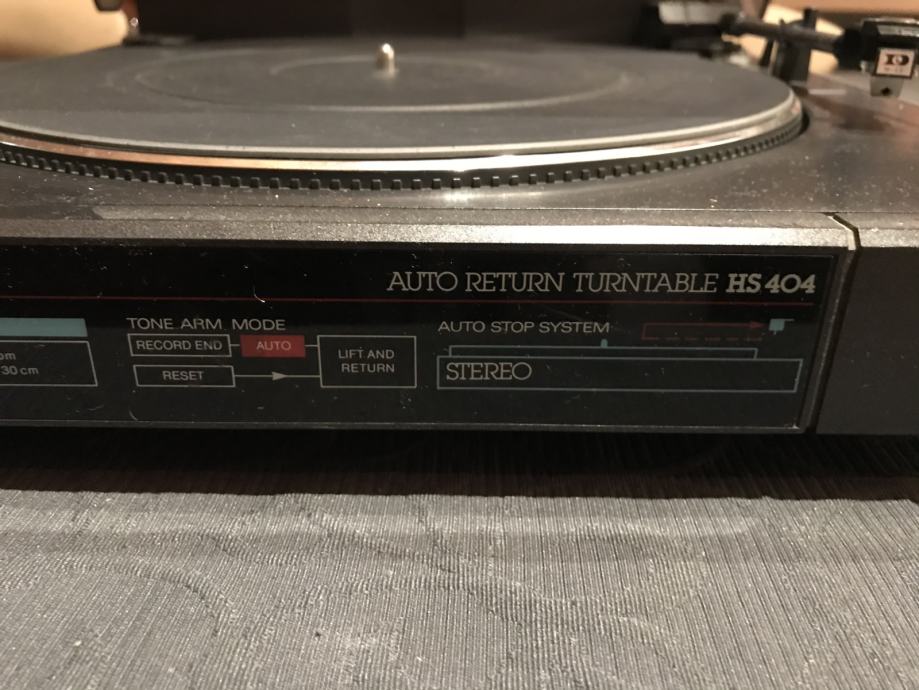 D
AUTO RETURN TURNTABLE HS 404
TONE ARM MODE
RECORD END
AUTO
LIFT AND
RETURN
RESET
AUTO STOP SYSTEM
STEREO
pm
30 cm